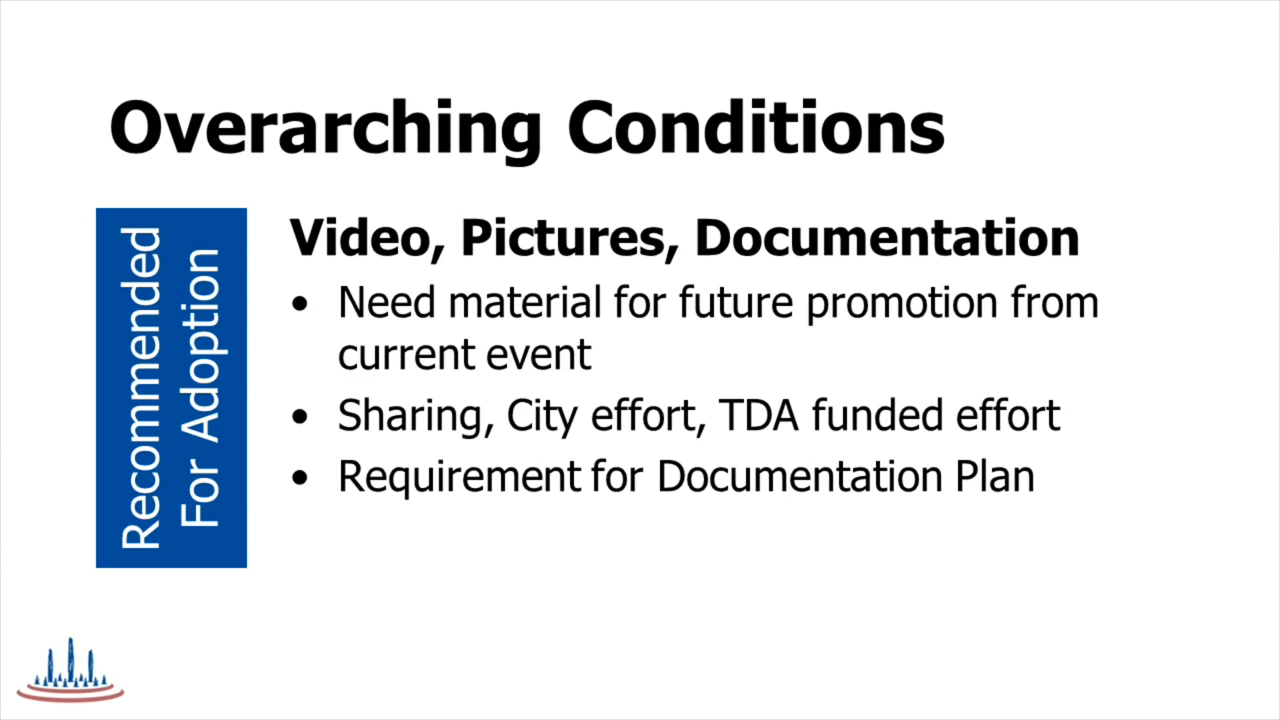 Overarching Conditions
Recommended
For Adoption
Video, Pictures, Documentation
• Need material for future promotion from
current event
• Sharing, City effort, TDA funded effort
• Requirement for Documentation Plan